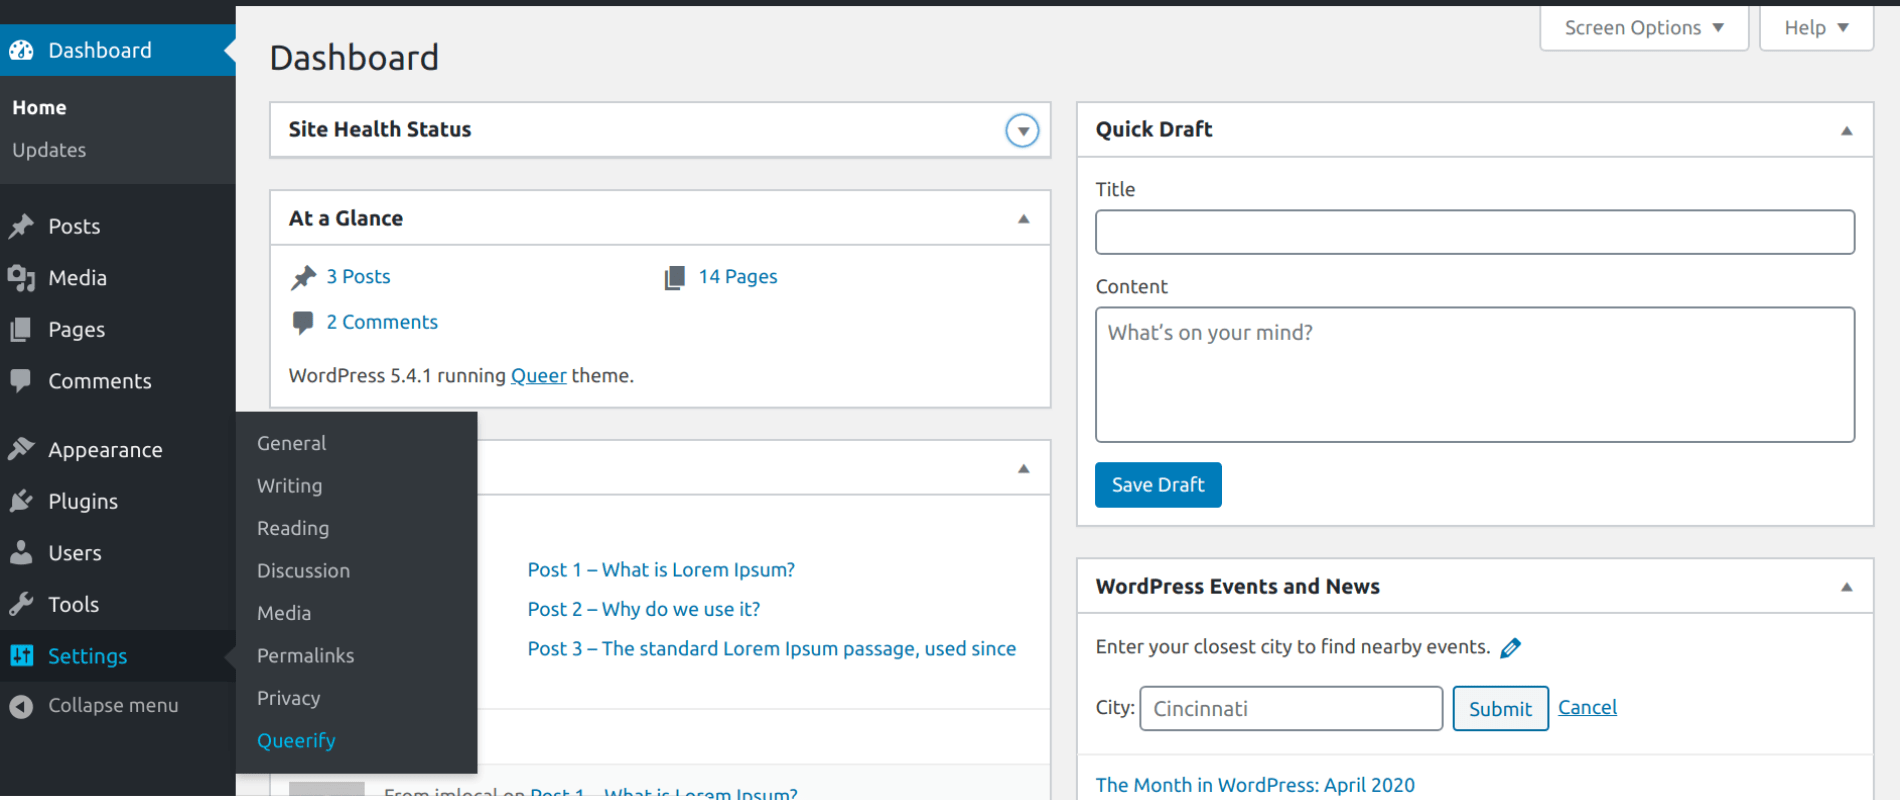 Dashboard
Home
Updates
Posts
Media
Pages
Comments
Appearance
Plugins
Users
Tools
Settings
Collapse menu
General
Writing
Reading
Discussion
Media
Permalinks
Privacy
Queerify
Screen Options
Help
Dashboard
Site Health Status
At a Glance
3 Posts
14 Pages
2 Comments
WordPress 5.4.1 running Queer theme.
Post 1 – What is Lorem Ipsum?
Post 2 – Why do we use it?
Post 3 – The standard Lorem Ipsum passage, used since
From jmlocal on Post 1 – What is Lorem Ipsum?
Quick Draft
Title
Content
What’s on your mind?
Save Draft
WordPress Events and News
Enter your closest city to find nearby events.
City: Cincinnati Submit Cancel
The Month in WordPress: April 2020